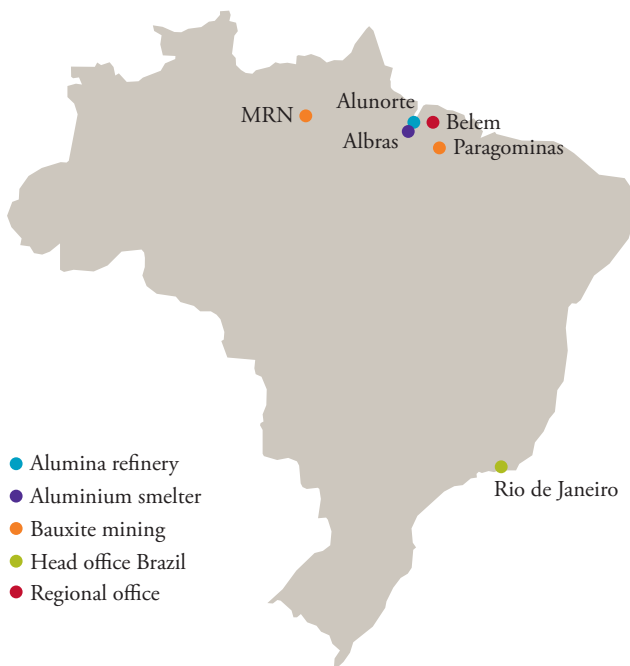 Alunorte
MRN
Belem
Albras
Paragominas
Alumina refinery
Aluminium smelter
Rio de Janeiro
Bauxite mining
Head office Brazil
Regional office